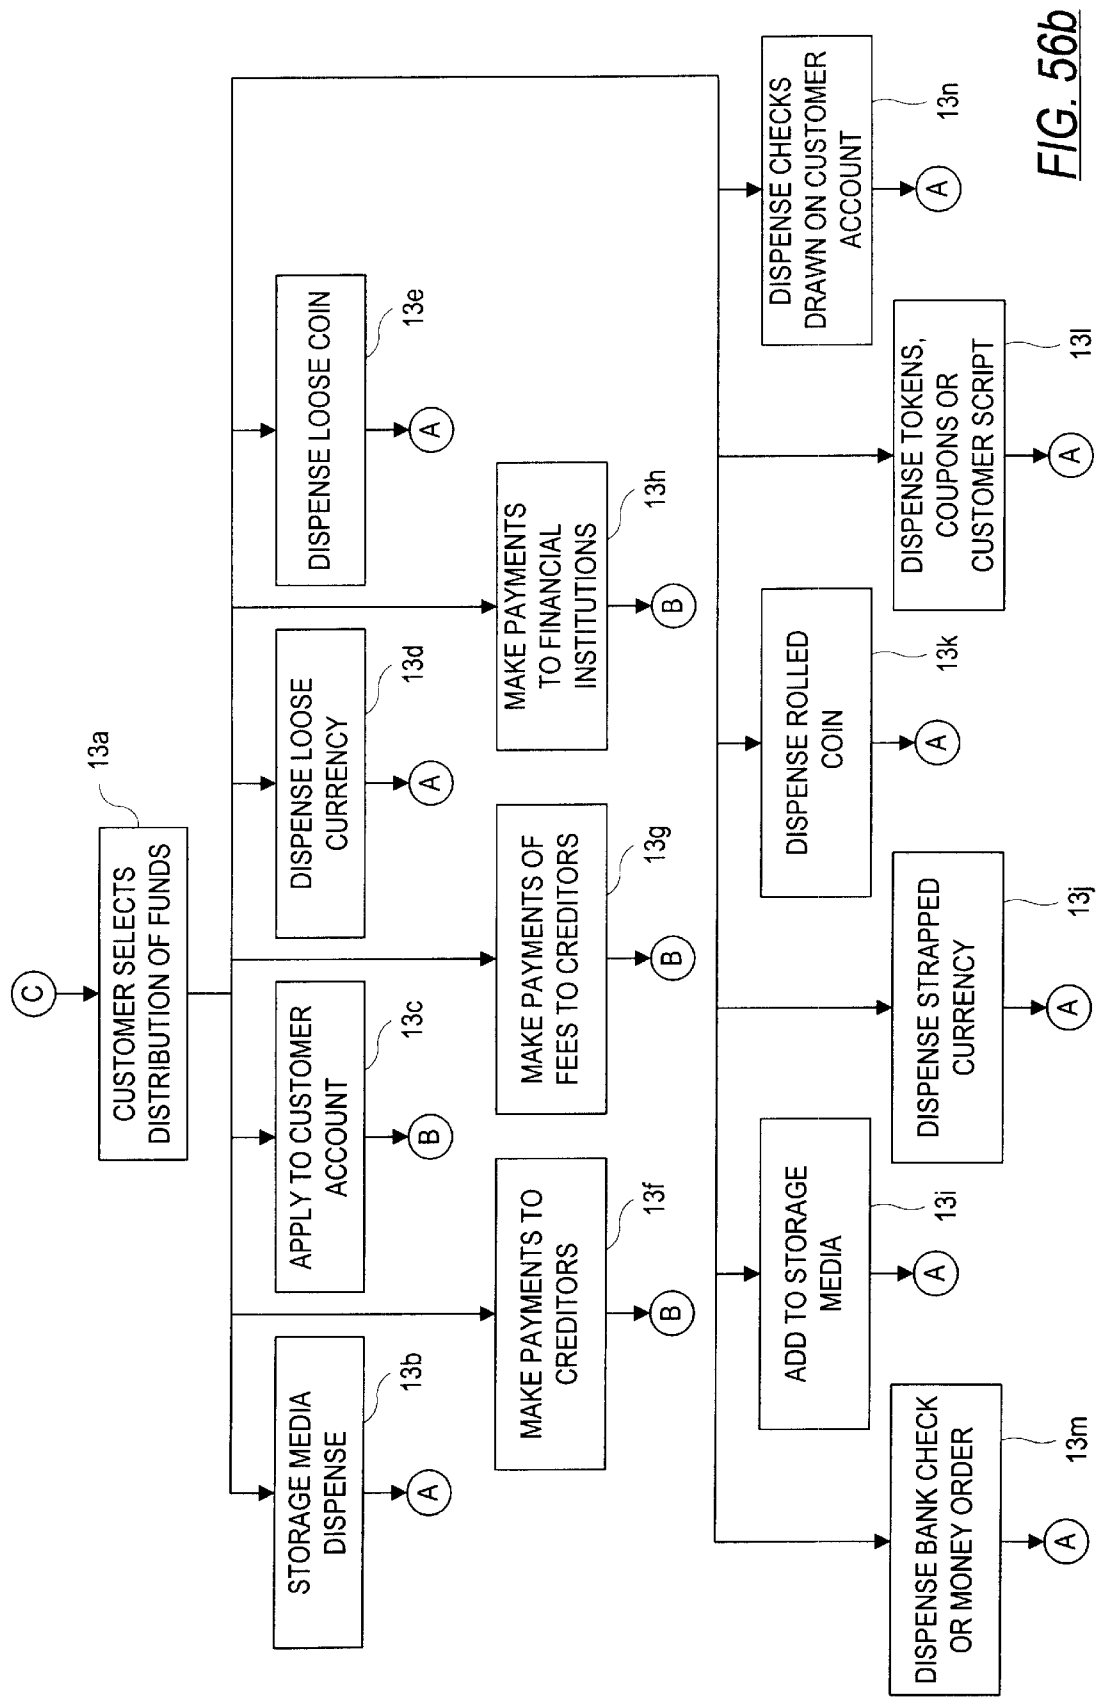 C
CUSTOMER SELECTS
DISTRIBUTION OF FUNDS
13a
STORAGE MEDIA
DISPENSE
13b
A
APPLY TO CUSTOMER
ACCOUNT
13c
B
DISPENSE LOOSE
CURRENCY
13d
A
DISPENSE LOOSE COIN
13e
A
MAKE PAYMENTS TO
CREDITORS
13f
B
MAKE PAYMENTS OF
FEES TO CREDITORS
13g
B
MAKE PAYMENTS
TO FINANCIAL
INSTITUTIONS
13h
B
ADD TO STORAGE
MEDIA
13i
A
DISPENSE ROLLED
COIN
13k
A
DISPENSE CHECKS
DRAWN ON CUSTOMER
ACCOUNT
13n
A
DISPENSE BANK CHECK
OR MONEY ORDER
13m
A
DISPENSE STRAPPED
CURRENCY
13j
A
DISPENSE TOKENS,
COUPONS OR
CUSTOMER SCRIPT
13l
A
FIG. 56b